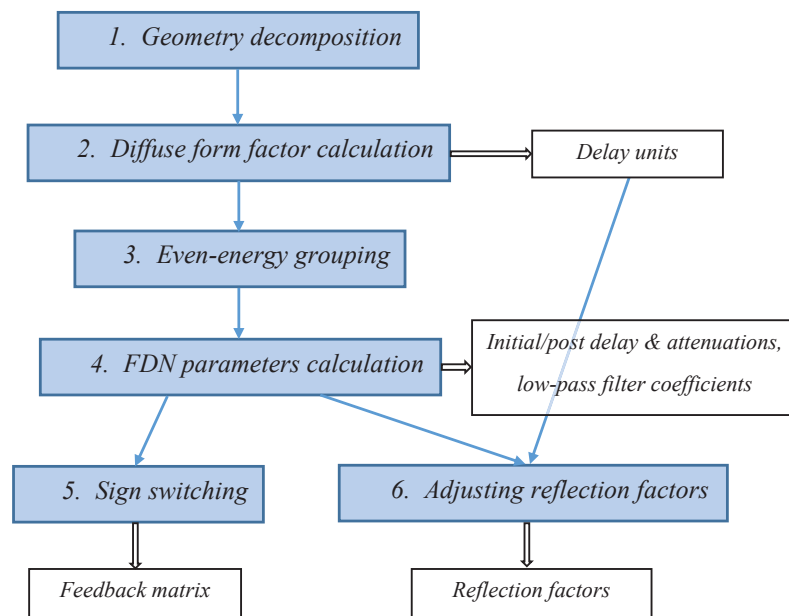 1. Geometry decomposition
2. Diffuse form factor calculation
Delay units
3. Even-energy grouping
4. FDN parameters calculation
Initial/post delay & attenuations,
low-pass filter coefficients
5. Sign switching
6. Adjusting reflection factors
Feedback matrix
Reflection factors